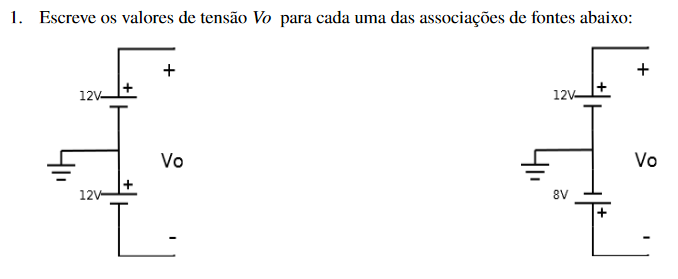 1. Escreve os valores de tensão Vo para cada uma das associações de fontes abaixo:
+ +
12V + 12V +
Vo Vo
12V + 8V
+
- -